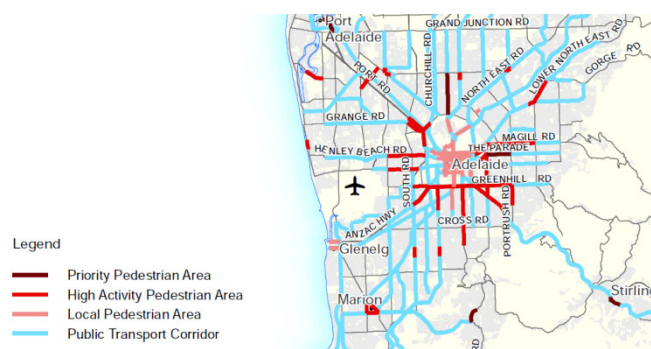 Port
Adelaide
GRAND JUNCTION RD
PORT RD
CHURCHILL RD
NORTH EAST RD
LOWER NORTH EAST RD
GORGE RD
GRANGE RD
MAGILL RD
HENLEY BEACH RD
THE PARADE
Adelaide
GREENHILL RD
SOUTH RD
ANZAC HWY
CROSS RD
PORTRUSH RD
Glenelg
Marion
Stirling
Legend
Priority Pedestrian Area
High Activity Pedestrian Area
Local Pedestrian Area
Public Transport Corridor